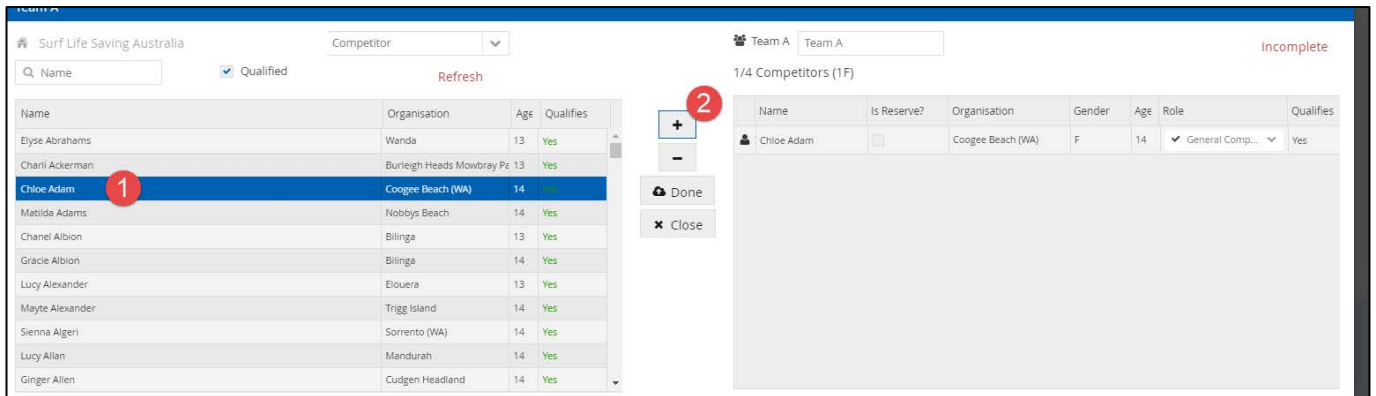 Team A
Surf Life Saving Australia Competitor
Name Qualified Refresh
Name Organisation Age Qualifies
Elyse Abrahams Wanda 13 Yes
Charli Ackerman Burleigh Heads Mowbray Pa 13 Yes
Chloe Adam 1 Coogee Beach (WA) 14 Yes
Matilda Adams Nobbys Beach 14 Yes
Chanel Albion Bilinga 13 Yes
Gracie Albion Bilinga 14 Yes
Lucy Alexander Elouera 13 Yes
Mayte Alexander Trigg Island 14 Yes
Sienna Algeri Sorrento (WA) 14 Yes
Lucy Allan Mandurah 14 Yes
Ginger Allen Cudgen Headland 14 Yes
2
+
-
Done
Close
Team A Team A Incomplete
1/4 Competitors (1F)
Name Is Reserve? Organisation Gender Age Role Qualifies
Chloe Adam Coogee Beach (WA) F 14 General Comp... Yes